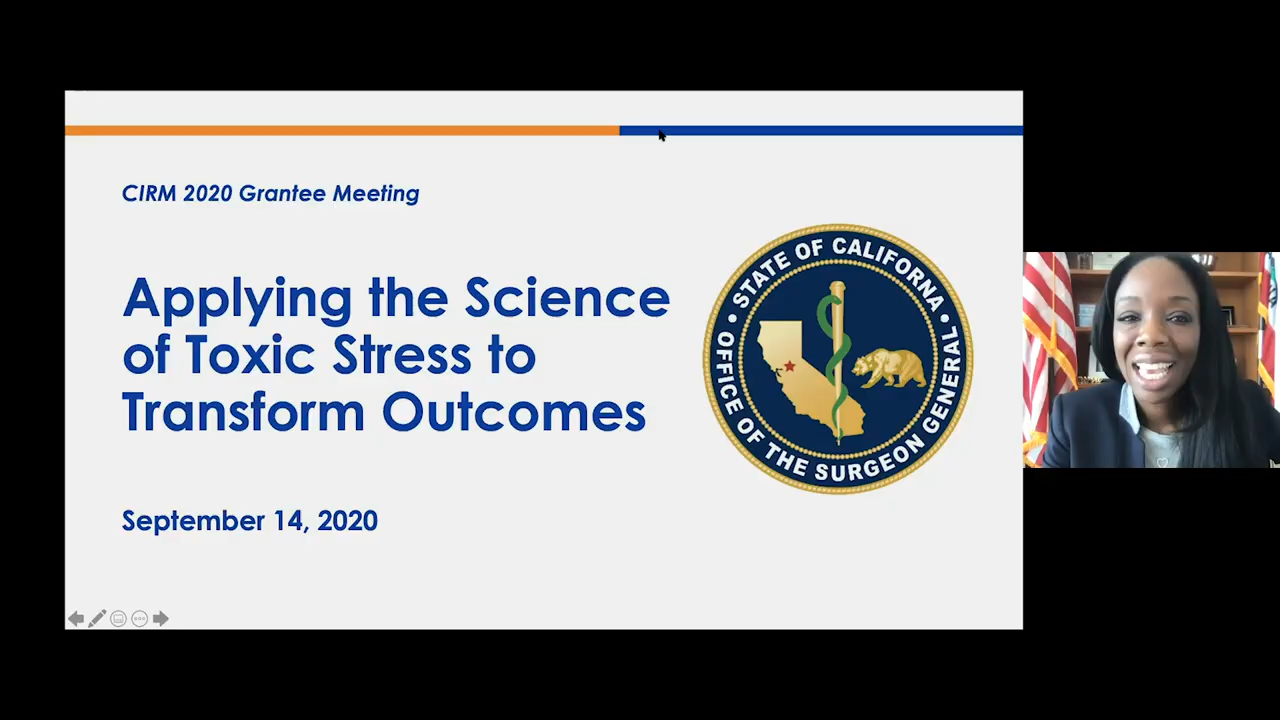 CIRM 2020 Grantee Meeting
Applying the Science
of Toxic Stress to
Transform Outcomes
September 14, 2020
STATE OF CALIFORNIA
OFFICE OF THE SURGEON GENERAL